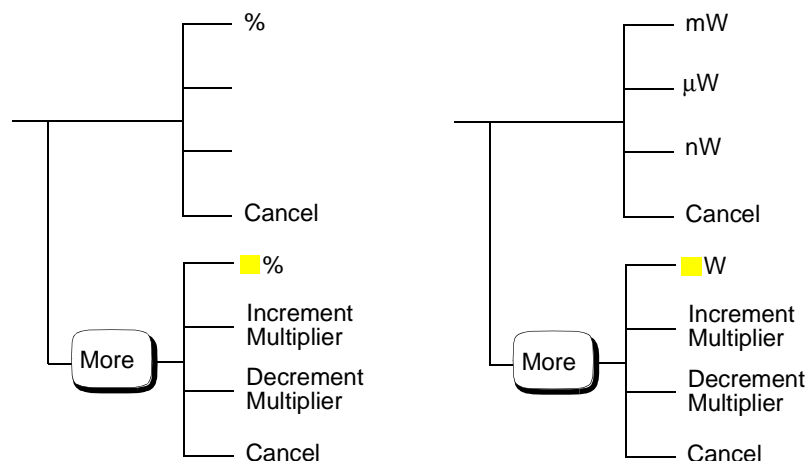 %
Cancel
%
Increment
Multiplier
More
Decrement
Multiplier
Cancel
mW
μW
nW
Cancel
W
Increment
Multiplier
More
Decrement
Multiplier
Cancel